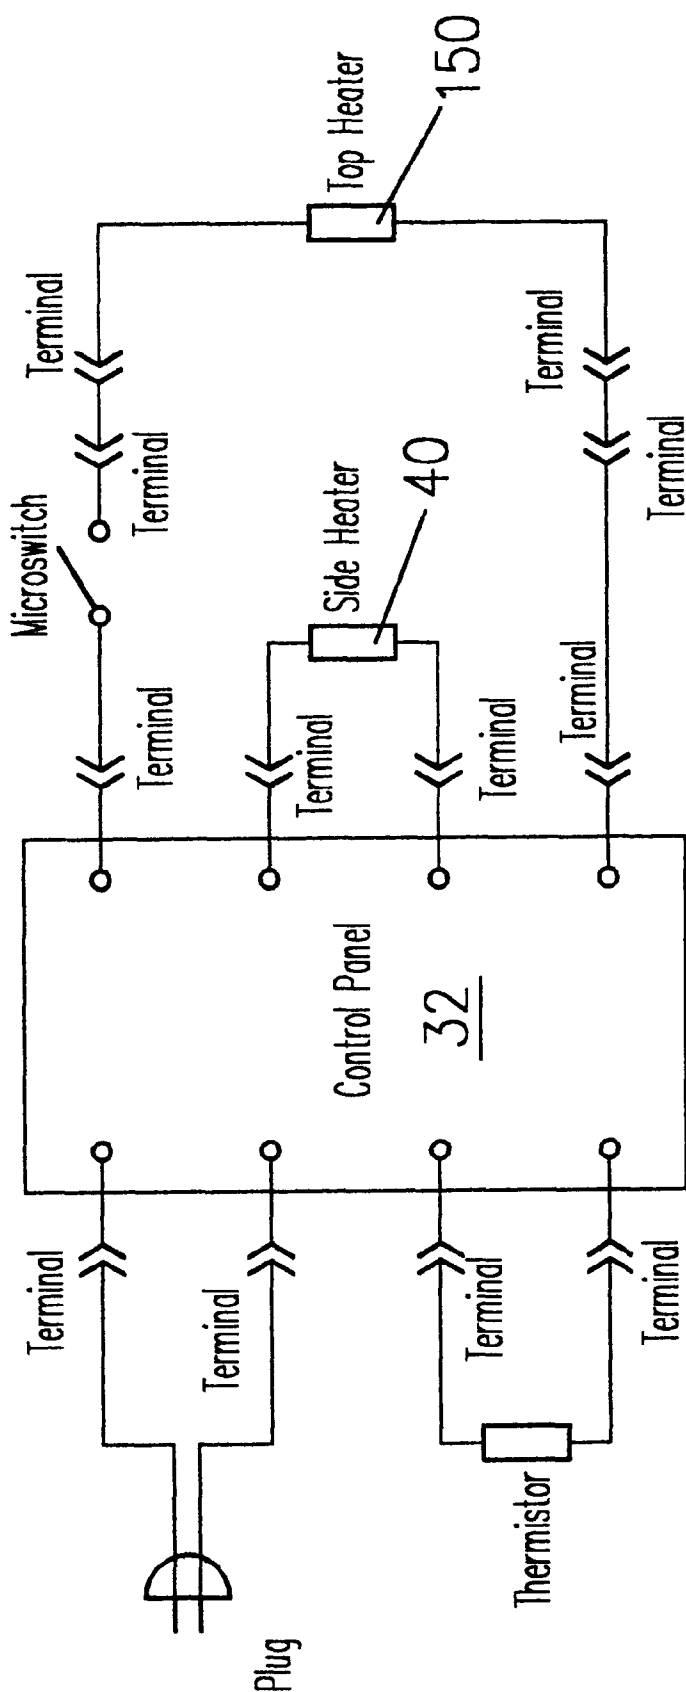 Plug
Terminal
Terminal
Thermistor
Terminal
Terminal
Control Panel
32
Microswitch
Terminal
Terminal
Terminal
Terminal
Terminal
Side Heater
40
Terminal
Terminal
Terminal
Top Heater
150